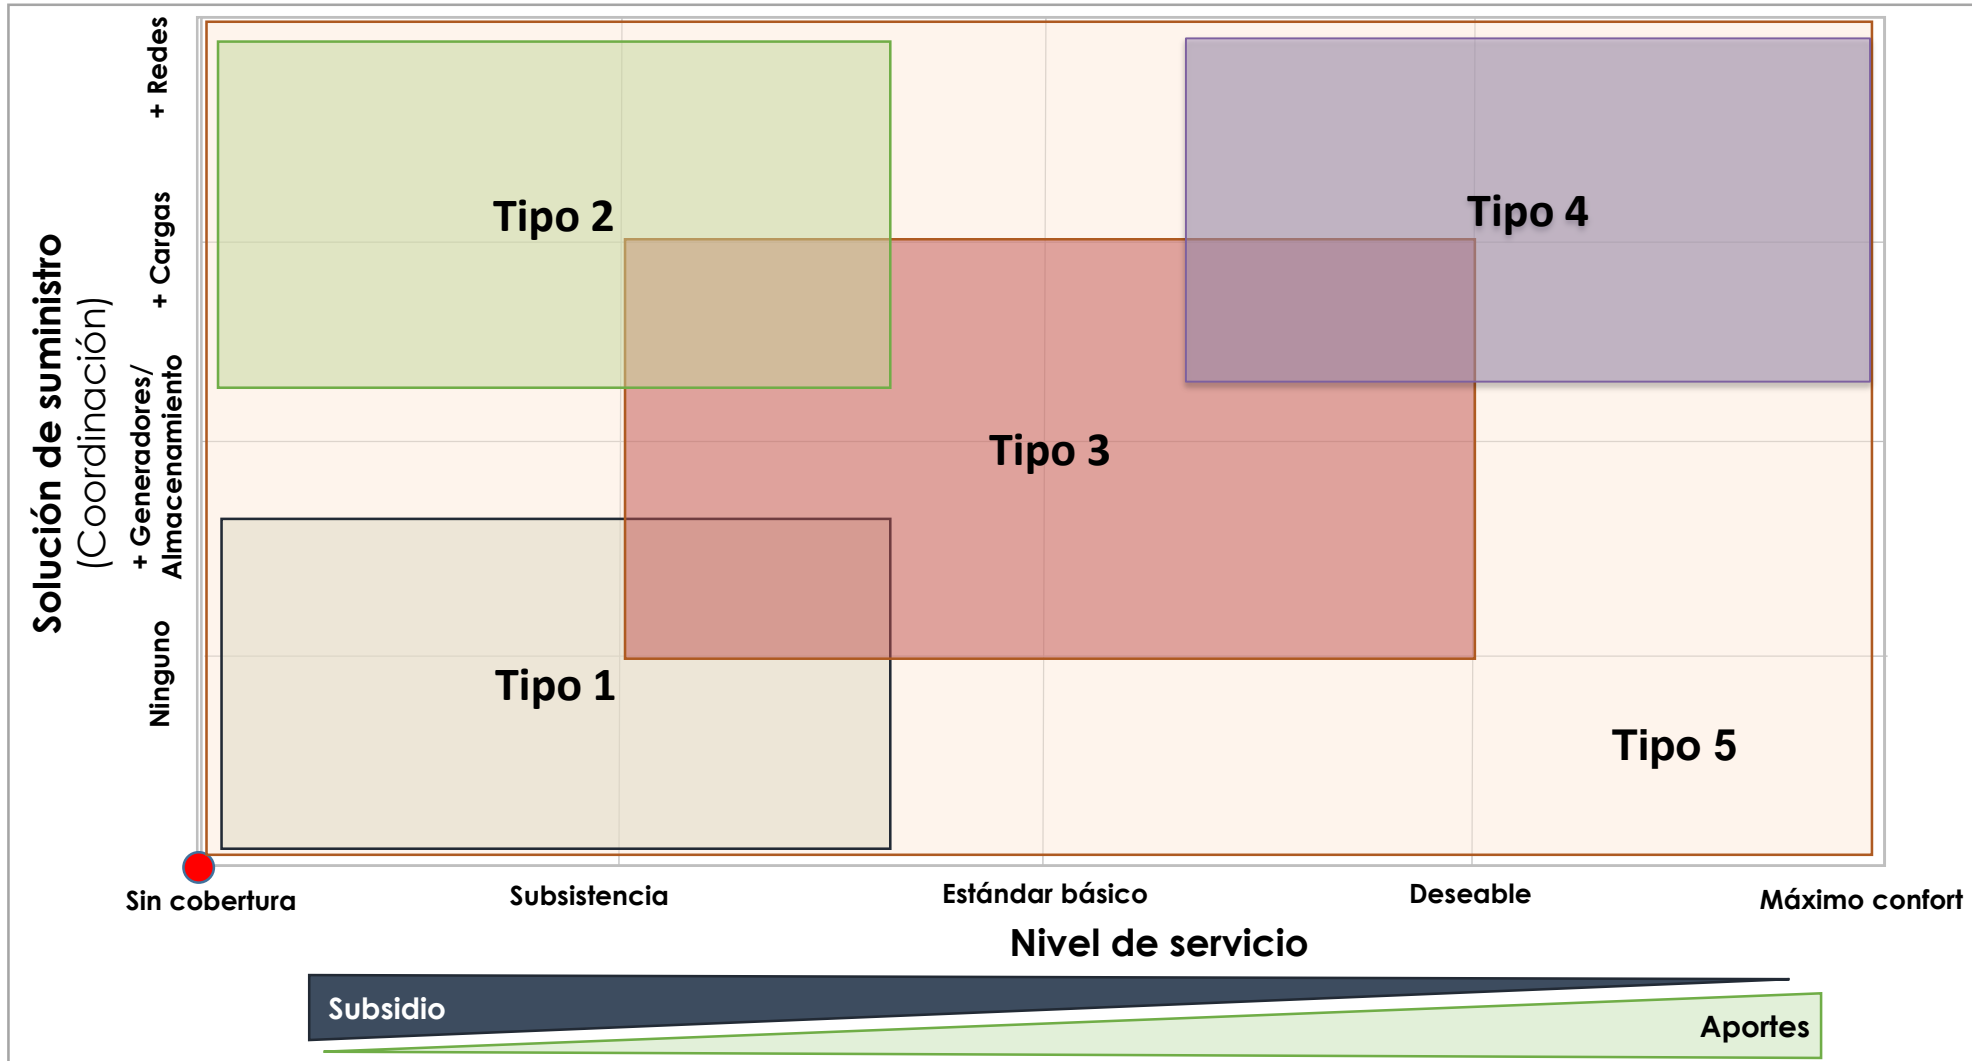 Solución de suministro
(Coordinación)
+ Redes
+ Cargas
+ Generadores/
Almacenamiento
Ninguno
Tipo 2
Tipo 4
Tipo 3
Tipo 1
Tipo 5
Sin cobertura
Subsistencia
Estándar básico
Deseable
Máximo confort
Nivel de servicio
Subsidio
Aportes